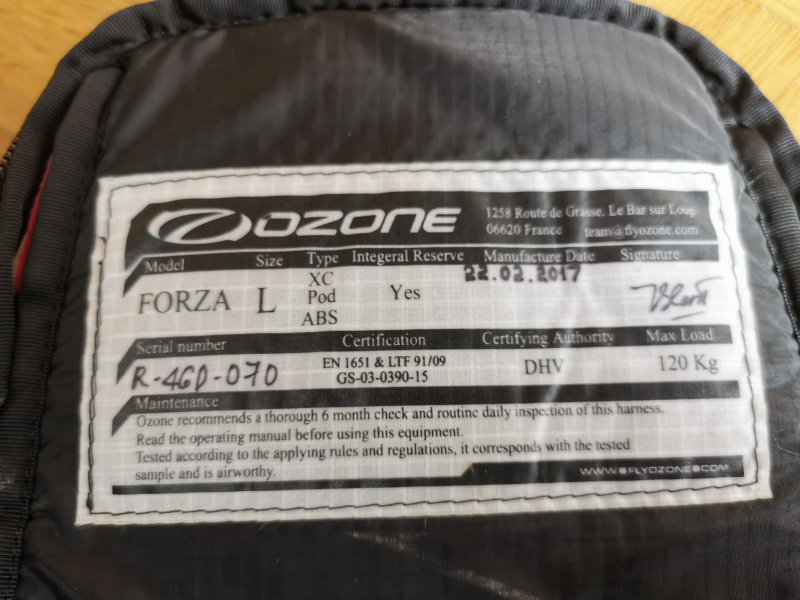 OZONE
1258 Route de Grasse, Le Bar sur Loup
06620 France team@flyozone.com
Model Size Type Integeral Reserve Manufacture Date Signature
FORZA L XC Pod ABS Yes 22.02.2017
Serial number Certification Certifying Authority Max Load
R-46D-070 EN 1651 & LTF 91/09 DHV 120 Kg
GS-03-0390-15
Maintenance
Ozone recommends a thorough 6 month check and routine daily inspection of this harness.
Read the operating manual before using this equipment.
Tested according to the applying rules and regulations, it corresponds with the tested
sample and is airworthy.
WWW.FLYOZONE.COM